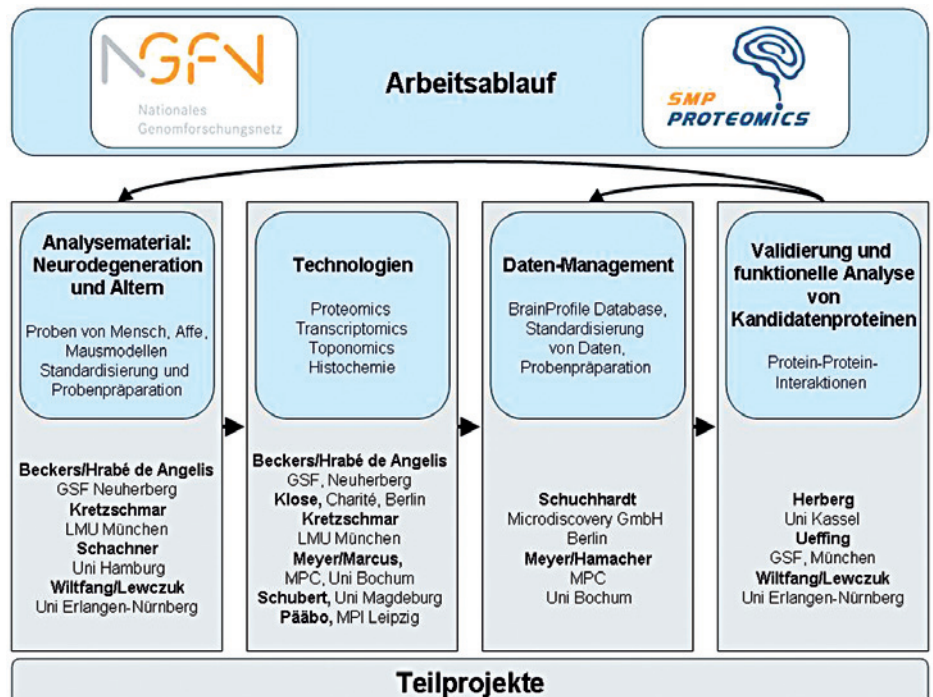 NGFN
Nationales
Genomforschungsnetz
Arbeitsablauf
SMP
PROTEOMICS
Analysematerial:
Neurodegeneration
und Altern
Proben von Mensch, Affe,
Mausmodellen
Standardisierung und
Probenpräparation
Beckers/Hrabé de Angelis
GSF Neuherberg
Kretzschmar
LMU München
Schachner
Uni Hamburg
Wiltfang/Lewczuk
Uni Erlangen-Nürnberg
Technologien
Proteomics
Transcriptomics
Toponomics
Histochemie
Beckers/Hrabé de Angelis
GSF, Neuherberg
Klose, Charité, Berlin
Kretzschmar
LMU München
Meyer/Marcus,
MPC, Uni Bochum
Schubert, Uni Magdeburg
Pääbo, MPI Leipzig
Daten-Management
BrainProfile Database,
Standardisierung
von Daten,
Probenpräparation
Schuchhardt
Microdiscovery GmbH
Berlin
Meyer/Hamacher
MPC
Uni Bochum
Validierung und
funktionelle Analyse
von
Kandidatenproteinen
Protein-Protein-
Interaktionen
Herberg
Uni Kassel
Ueffing
GSF, München
Wiltfang/Lewczuk
Uni Erlangen-Nürnberg
Teilprojekte